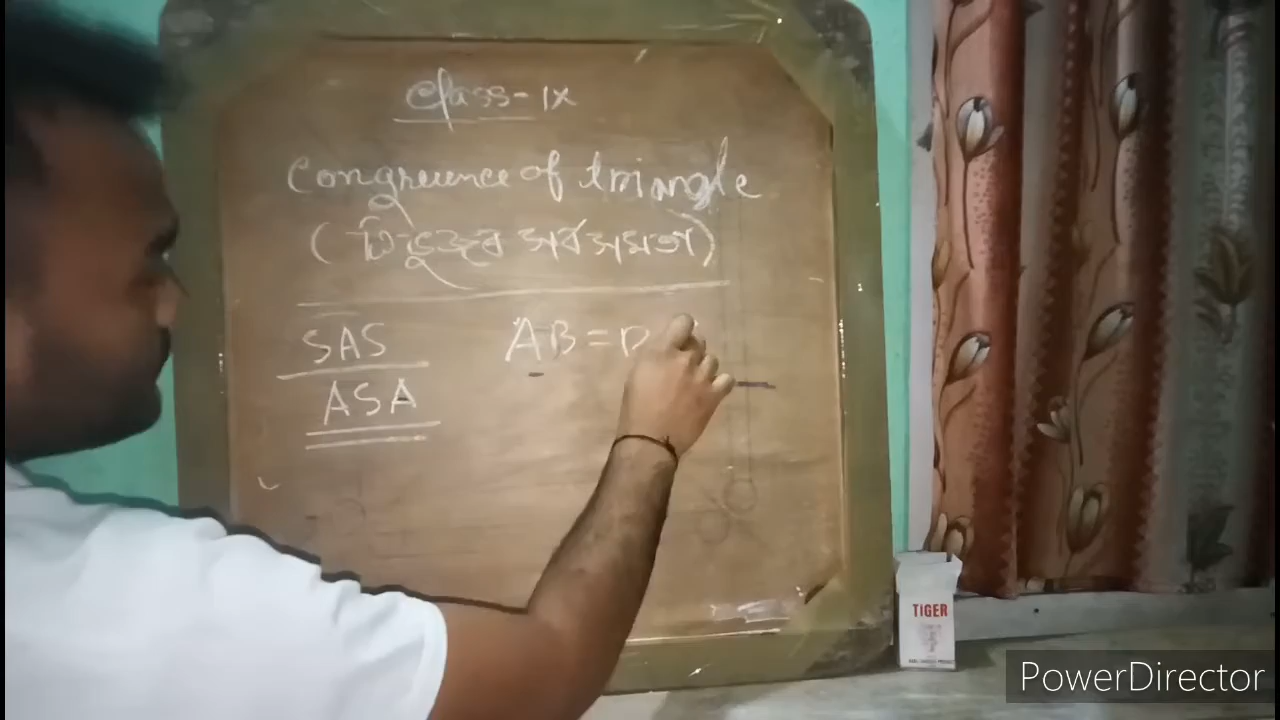 Class-IX
Congruence of triangle
(ত্ৰিভূজৰ সৰ্বসমতা)
SAS
AB = D
ASA
TIGER
PowerDirector